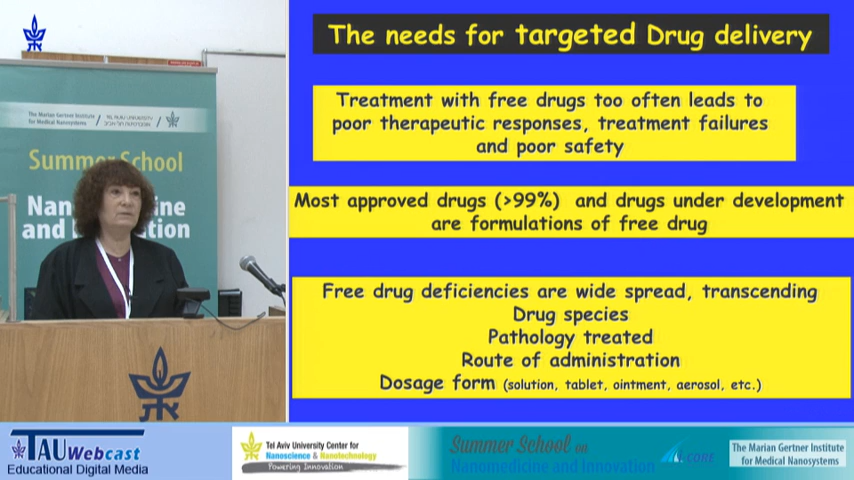 The needs for targeted Drug delivery
Treatment with free drugs too often leads to
poor therapeutic responses, treatment failures
and poor safety
Most approved drugs (>99%) and drugs under development
are formulations of free drug
Free drug deficiencies are wide spread, transcending
Drug species
Pathology treated
Route of administration
Dosage form (solution, tablet, ointment, aerosol, etc.)
The Marian Gertner Institute
for Medical Nanosystems
TEL AVIV UNIVERSITY
Summer School
TAU Webcast
Educational Digital Media
Tel Aviv University Center for
Nanoscience & Nanotechnology
Powering Innovation
Summer School on
Nanomedicine and Innovation
I-CORE
The Marian Gertner Institute
for Medical Nanosystems